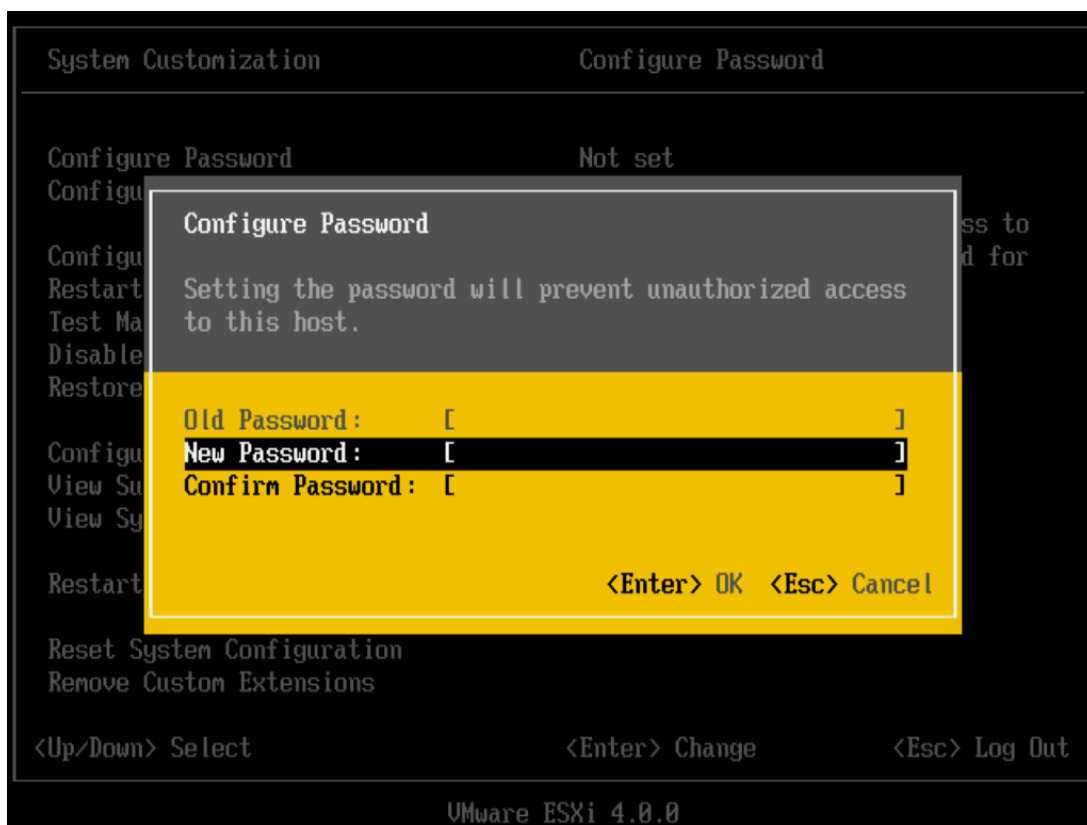 System Customization Configure Password
Configure Password Not set
Configu
Configure Password
ss to
Configu d for
Restart Setting the password will prevent unauthorized access
Test Ma to this host.
Disable
Restore
Old Password: [ ]
Configu New Password: [ ]
View Su Confirm Password: [ ]
View Sy
Restart <Enter> OK <Esc> Cancel
Reset System Configuration
Remove Custom Extensions
<Up/Down> Select <Enter> Change <Esc> Log Out
VMware ESXi 4.0.0